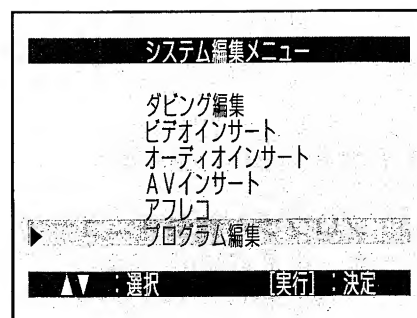 システム編集メニュー
ダビング編集
ビデオインサート
オーディオインサート
AVインサート
アフレコ
▶ プログラム編集
▲▼ :選択 [実行] :決定